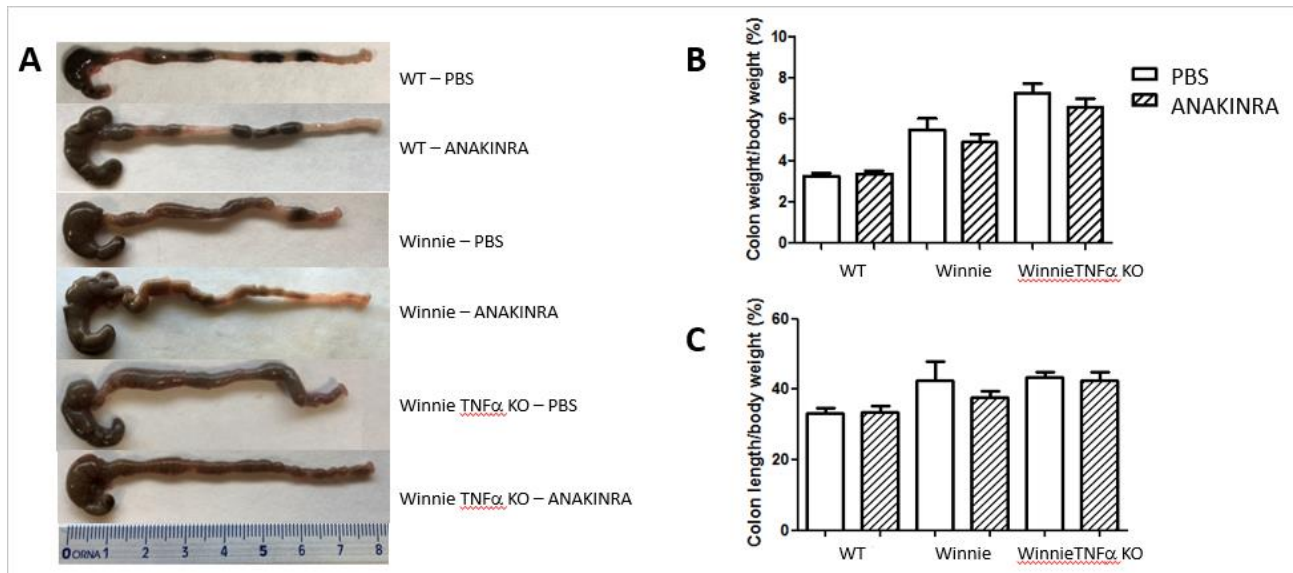 A
WT – PBS
WT – ANAKINRA
Winnie – PBS
Winnie – ANAKINRA
Winnie TNFα KO – PBS
Winnie TNFα KO – ANAKINRA
0 ORNA 1 2 3 4 5 6 7 8
B
Colon weight/body weight (%)
10
8
6
4
2
0
WT Winnie WinnieTNFα KO
PBS
ANAKINRA
C
Colon length/body weight (%)
60
40
20
0
WT Winnie WinnieTNFα KO